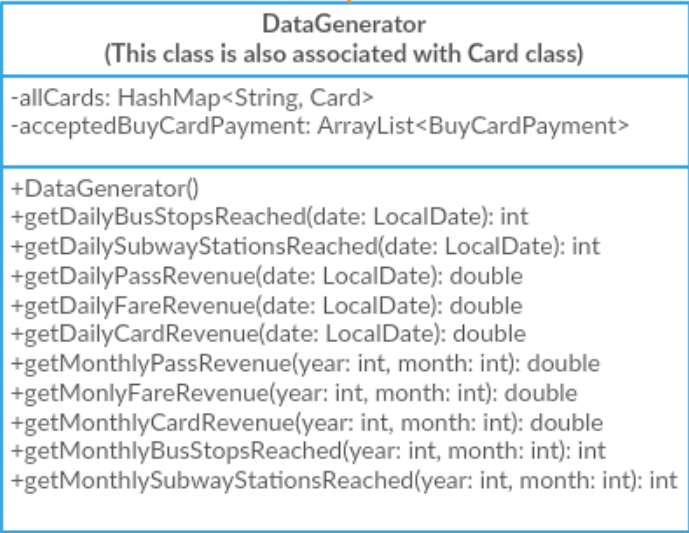 DataGenerator
(This class is also associated with Card class)
-allCards: HashMap<String, Card>
-acceptedBuyCardPayment: ArrayList<BuyCardPayment>
+DataGenerator()
+getDailyBusStopsReached(date: LocalDate): int
+getDailySubwayStationsReached(date: LocalDate): int
+getDailyPassRevenue(date: LocalDate): double
+getDailyFareRevenue(date: LocalDate): double
+getDailyCardRevenue(date: LocalDate): double
+getMonthlyPassRevenue(year: int, month: int): double
+getMonlyFareRevenue(year: int, month: int): double
+getMonthlyCardRevenue(year: int, month: int): double
+getMonthlyBusStopsReached(year: int, month: int): int
+getMonthlySubwayStationsReached(year: int, month: int): int